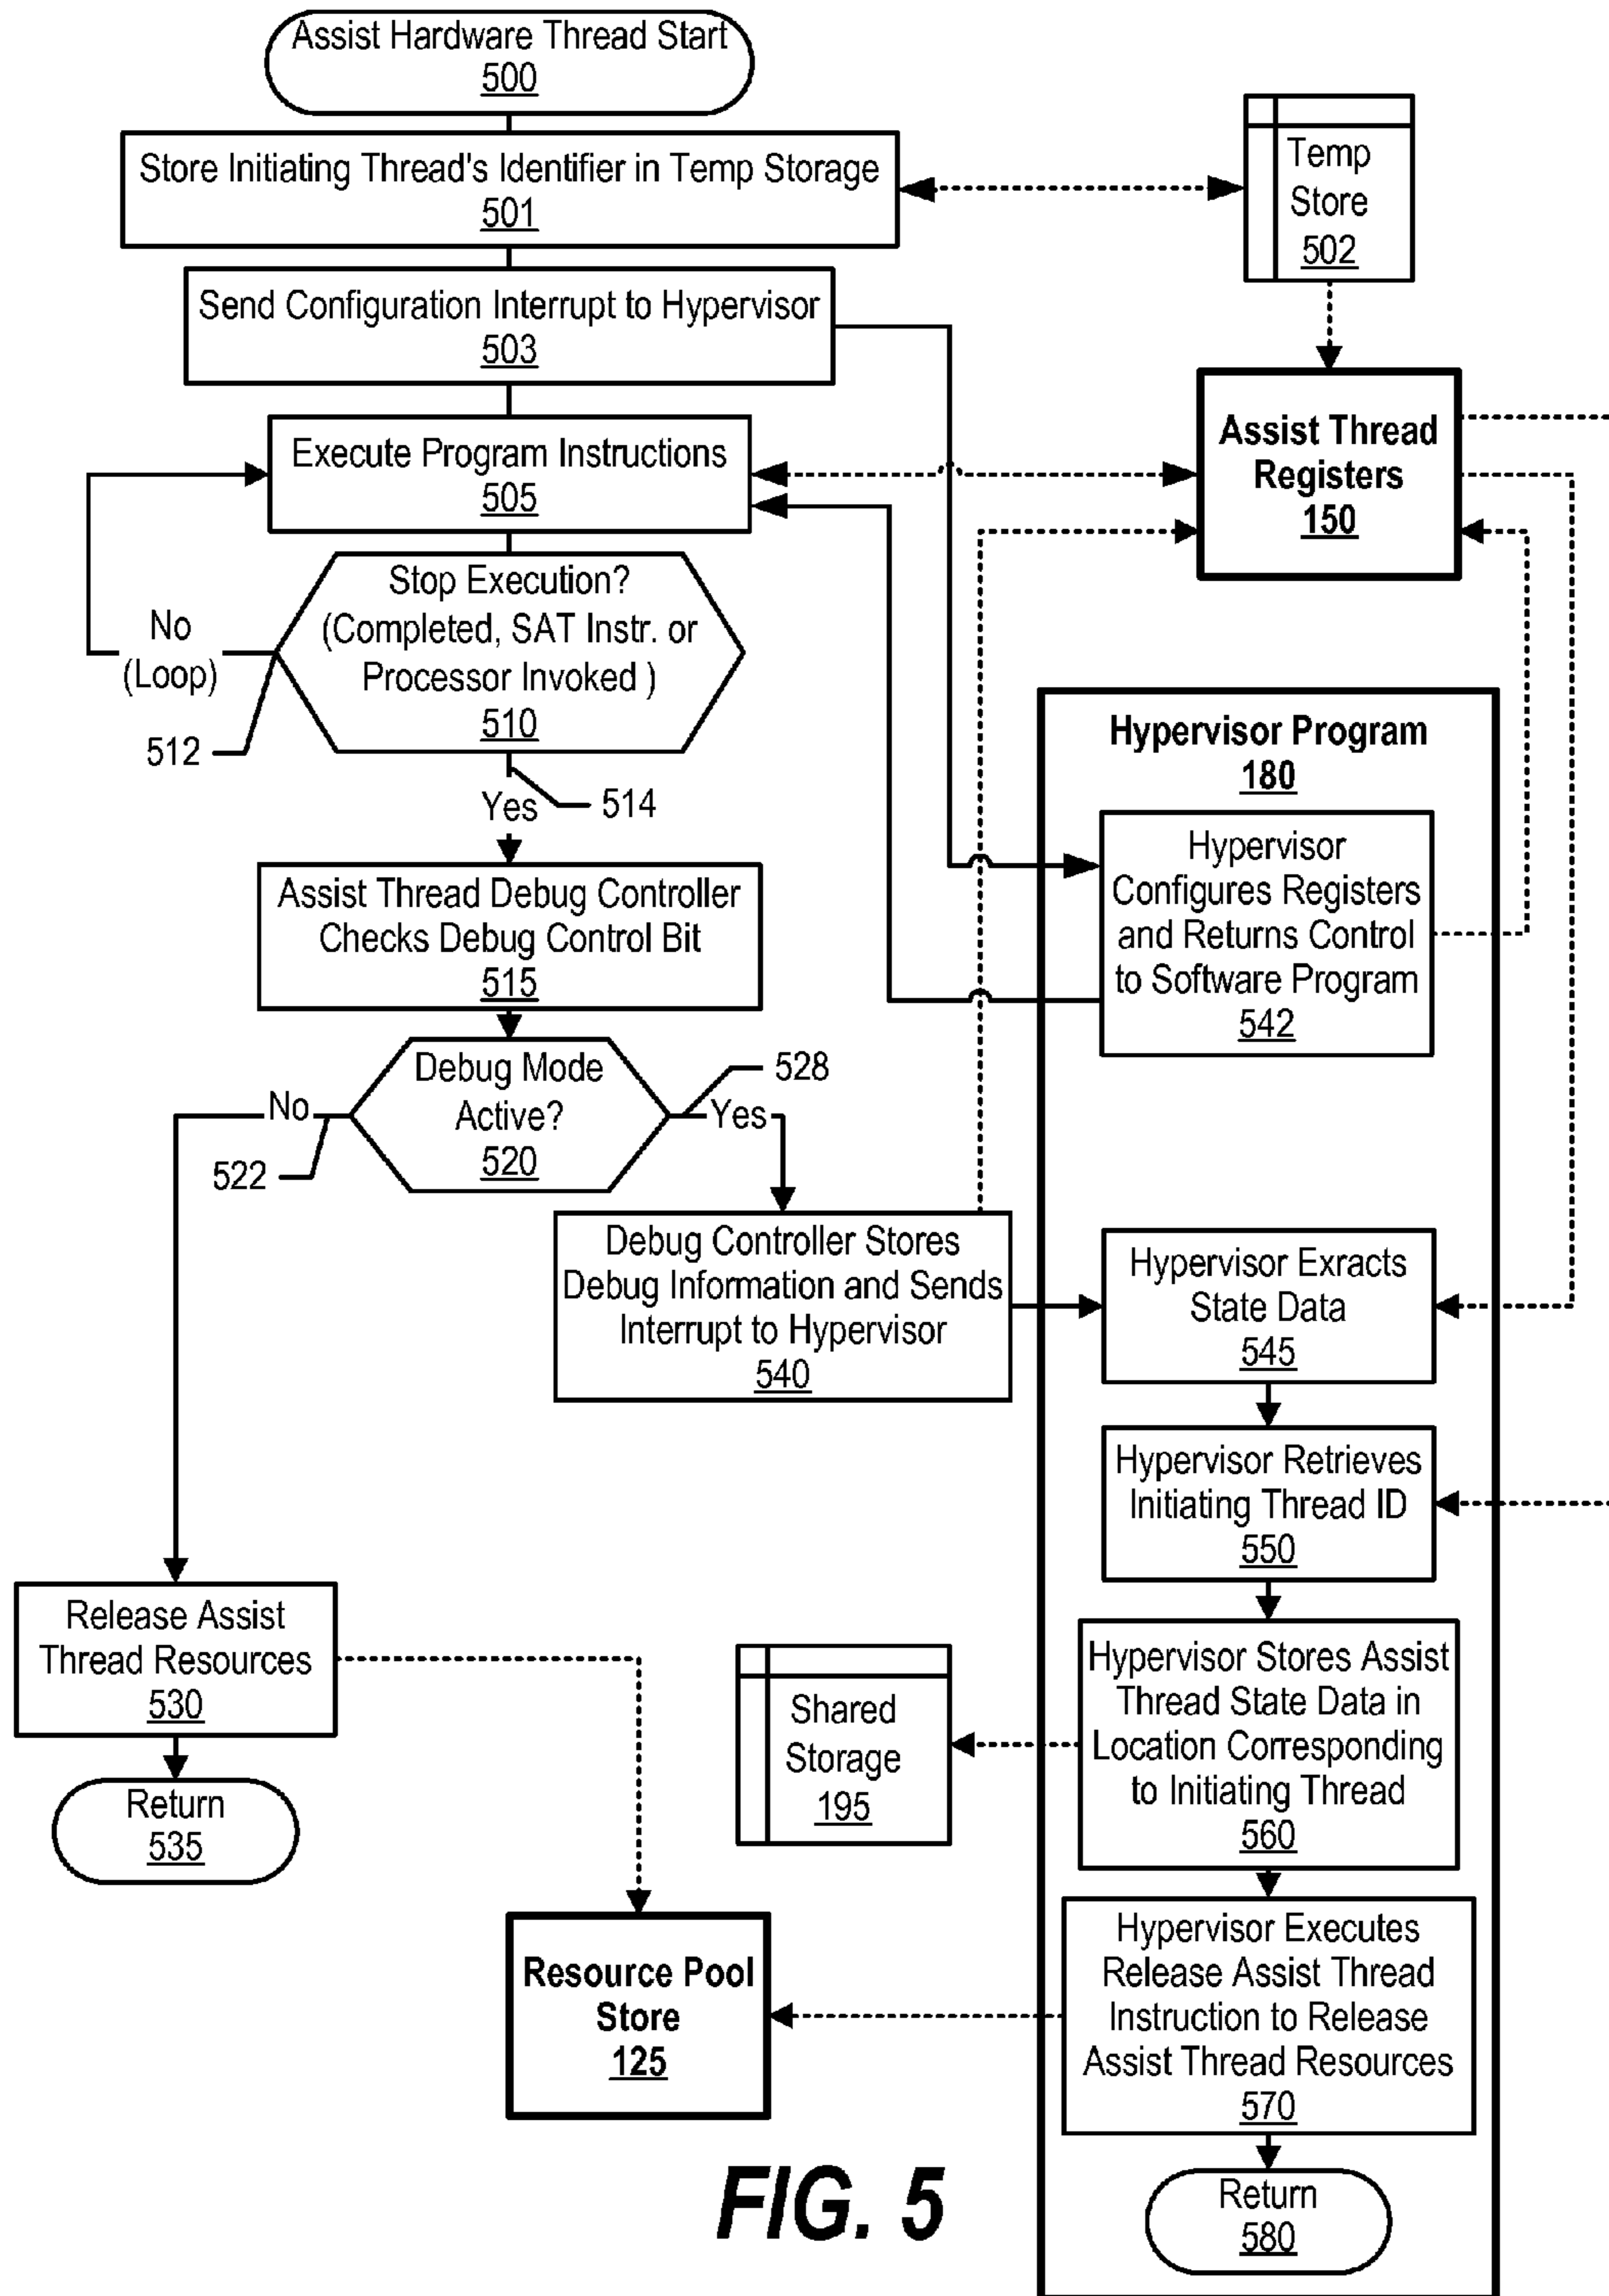 Assist Hardware Thread Start
500
Store Initiating Thread's Identifier in Temp Storage
501
Temp
Store
502
Send Configuration Interrupt to Hypervisor
503
Execute Program Instructions
505
Assist Thread
Registers
150
Stop Execution?
(Completed, SAT Instr. or
Processor Invoked )
510
No
(Loop)
512
Yes
514
Hypervisor Program
180
Hypervisor
Configures Registers
and Returns Control
to Software Program
542
Assist Thread Debug Controller
Checks Debug Control Bit
515
Debug Mode
Active?
520
No
522
Yes
528
Debug Controller Stores
Debug Information and Sends
Interrupt to Hypervisor
540
Hypervisor Exracts
State Data
545
Hypervisor Retrieves
Initiating Thread ID
550
Release Assist
Thread Resources
530
Return
535
Shared
Storage
195
Hypervisor Stores Assist
Thread State Data in
Location Corresponding
to Initiating Thread
560
Resource Pool
Store
125
Hypervisor Executes
Release Assist Thread
Instruction to Release
Assist Thread Resources
570
Return
580
FIG. 5